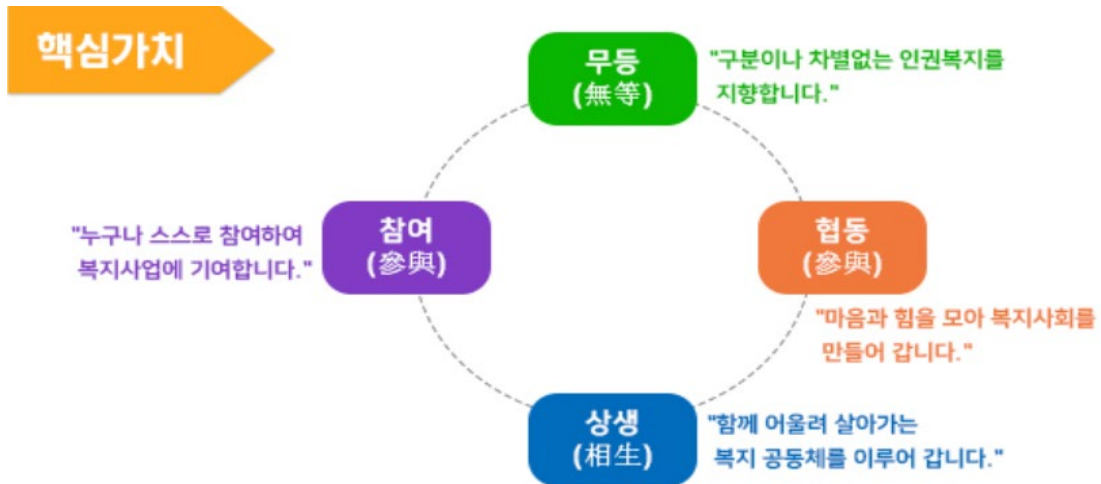 핵심가치
무등
(無等)
"구분이나 차별없는 인권복지를
지향합니다."
참여
(參與)
"누구나 스스로 참여하여
복지사업에 기여합니다."
협동
(參與)
"마음과 힘을 모아 복지사회를
만들어 갑니다."
상생
(相生)
"함께 어울려 살아가는
복지 공동체를 이루어 갑니다."